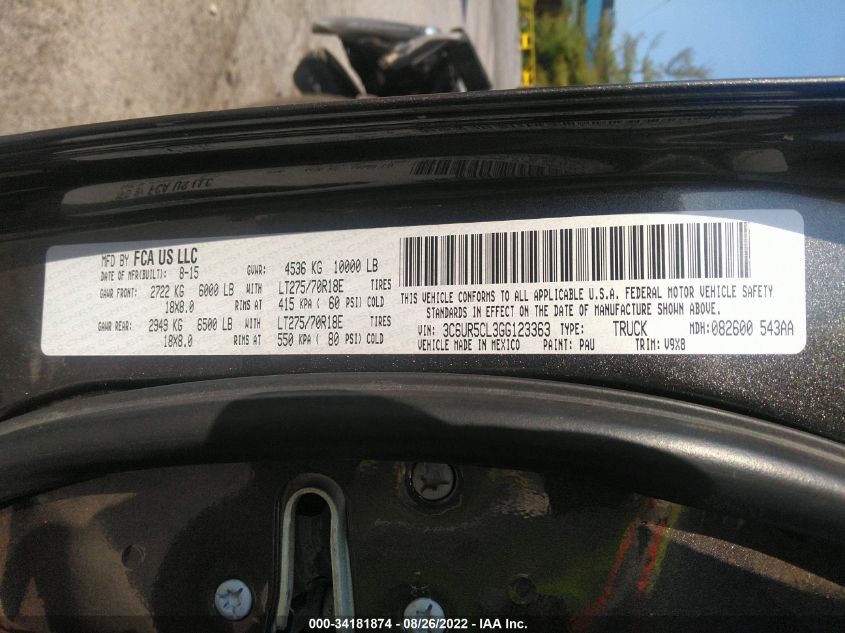 MFD BY FCA US LLC
DATE OF MFR(BUILT): 8-15 GVWR: 4536 KG 10000 LB
GAWR FRONT: 2722 KG 6000 LB WITH LT275/70R18E TIRES
18X8.0 RIMS AT 415 KPA ( 60 PSI) COLD
GAWR REAR: 2949 KG 6500 LB WITH LT275/70R18E TIRES
18X8.0 RIMS AT 550 KPA ( 80 PSI) COLD
THIS VEHICLE CONFORMS TO ALL APPLICABLE U.S.A. FEDERAL MOTOR VEHICLE SAFETY
STANDARDS IN EFFECT ON THE DATE OF MANUFACTURE SHOWN ABOVE.
VIN: 3C6UR5CL3GG123363 TYPE: TRUCK MDH: 082600 543AA
VEHICLE MADE IN MEXICO PAINT: PAU TRIM: V9X8
000-34181874 - 08/26/2022 - IAA Inc.